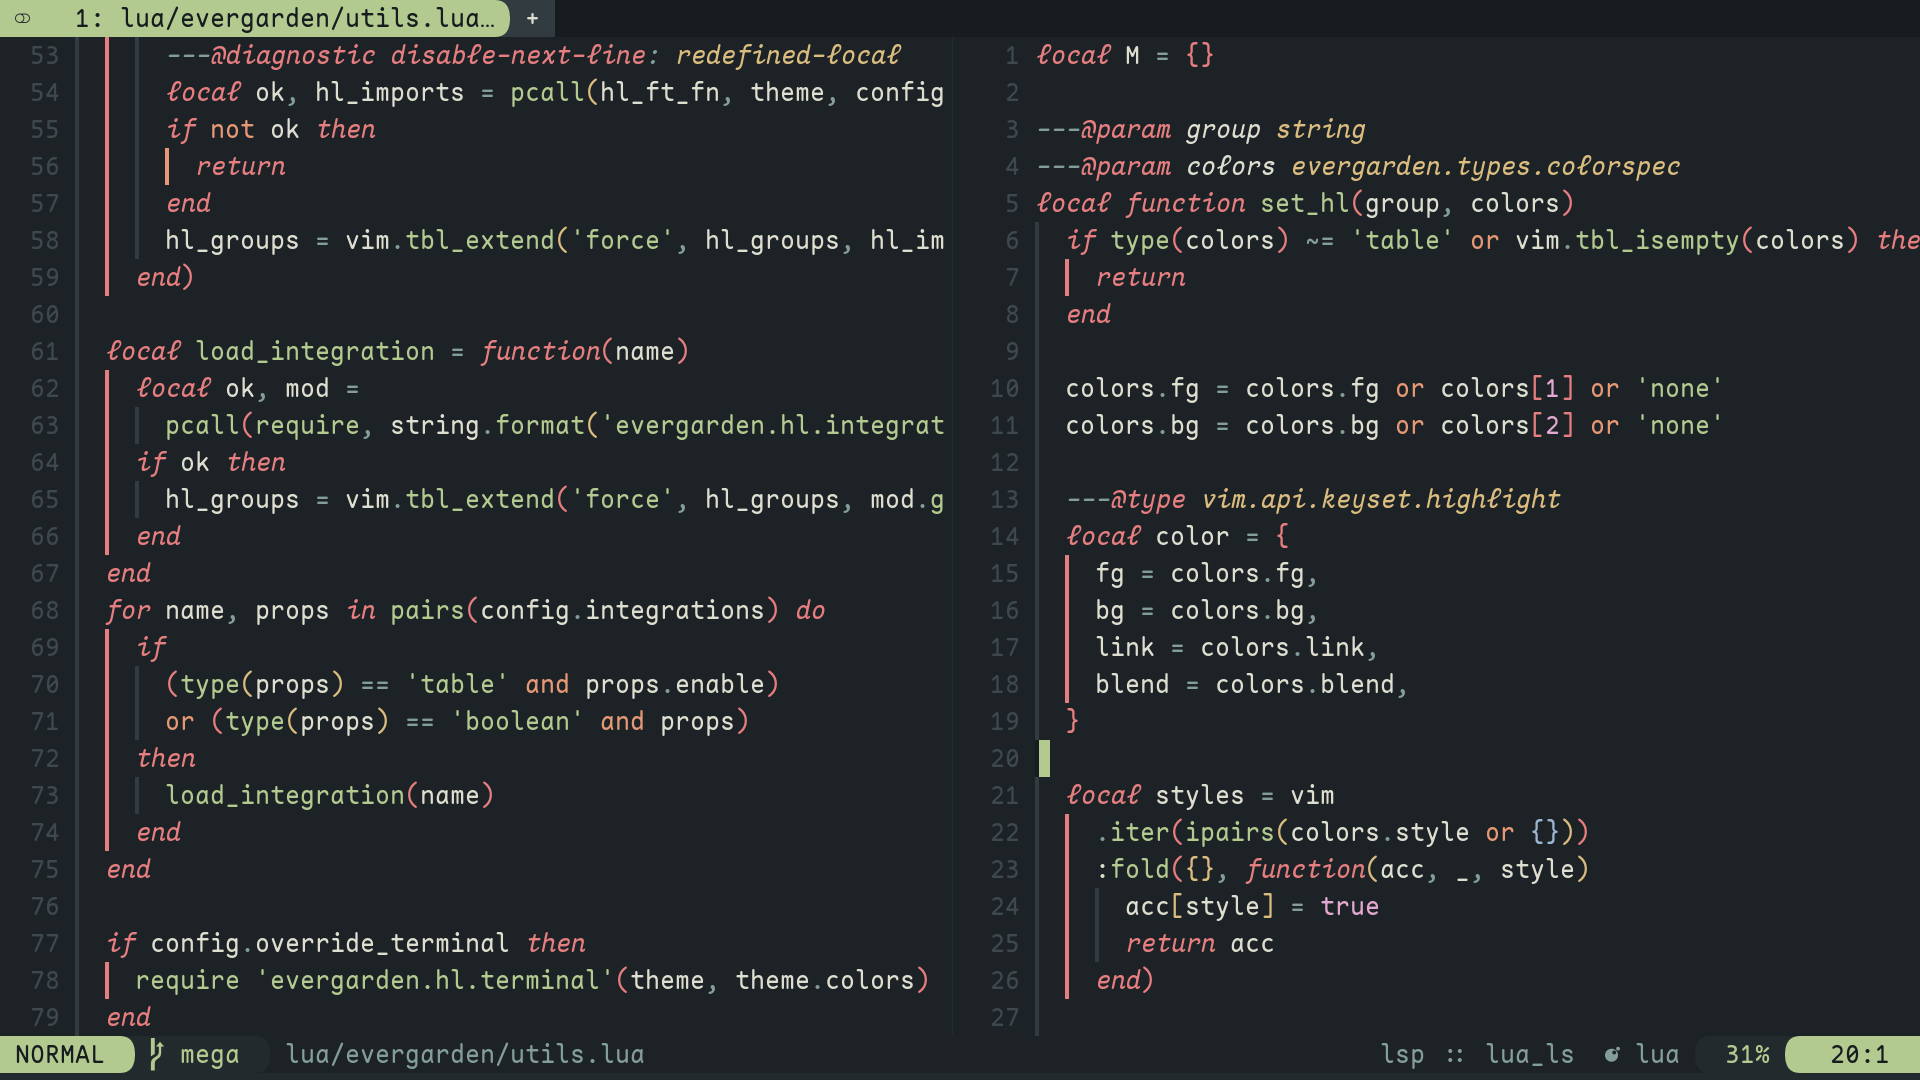 1: lua/evergarden/utils.lua… +
53 ---@diagnostic disable-next-line: redefined-local
54 local ok, hl_imports = pcall(hl_ft_fn, theme, config
55 if not ok then
56 return
57 end
58 hl_groups = vim.tbl_extend('force', hl_groups, hl_im
59 end)
60
61 local load_integration = function(name)
62 local ok, mod =
63 pcall(require, string.format('evergarden.hl.integrat
64 if ok then
65 hl_groups = vim.tbl_extend('force', hl_groups, mod.g
66 end
67 end
68 for name, props in pairs(config.integrations) do
69 if
70 (type(props) == 'table' and props.enable)
71 or (type(props) == 'boolean' and props)
72 then
73 load_integration(name)
74 end
75 end
76
77 if config.override_terminal then
78 require 'evergarden.hl.terminal'(theme, theme.colors)
79 end
1 local M = {}
2
3 ---@param group string
4 ---@param colors evergarden.types.colorspec
5 local function set_hl(group, colors)
6 if type(colors) ~= 'table' or vim.tbl_isempty(colors) the
7 return
8 end
9
10 colors.fg = colors.fg or colors[1] or 'none'
11 colors.bg = colors.bg or colors[2] or 'none'
12
13 ---@type vim.api.keyset.highlight
14 local color = {
15 fg = colors.fg,
16 bg = colors.bg,
17 link = colors.link,
18 blend = colors.blend,
19 }
20
21 local styles = vim
22 .iter(ipairs(colors.style or {}))
23 :fold({}, function(acc, _, style)
24 acc[style] = true
25 return acc
26 end)
27
NORMAL mega lua/evergarden/utils.lua lsp :: lua_ls lua 31% 20:1